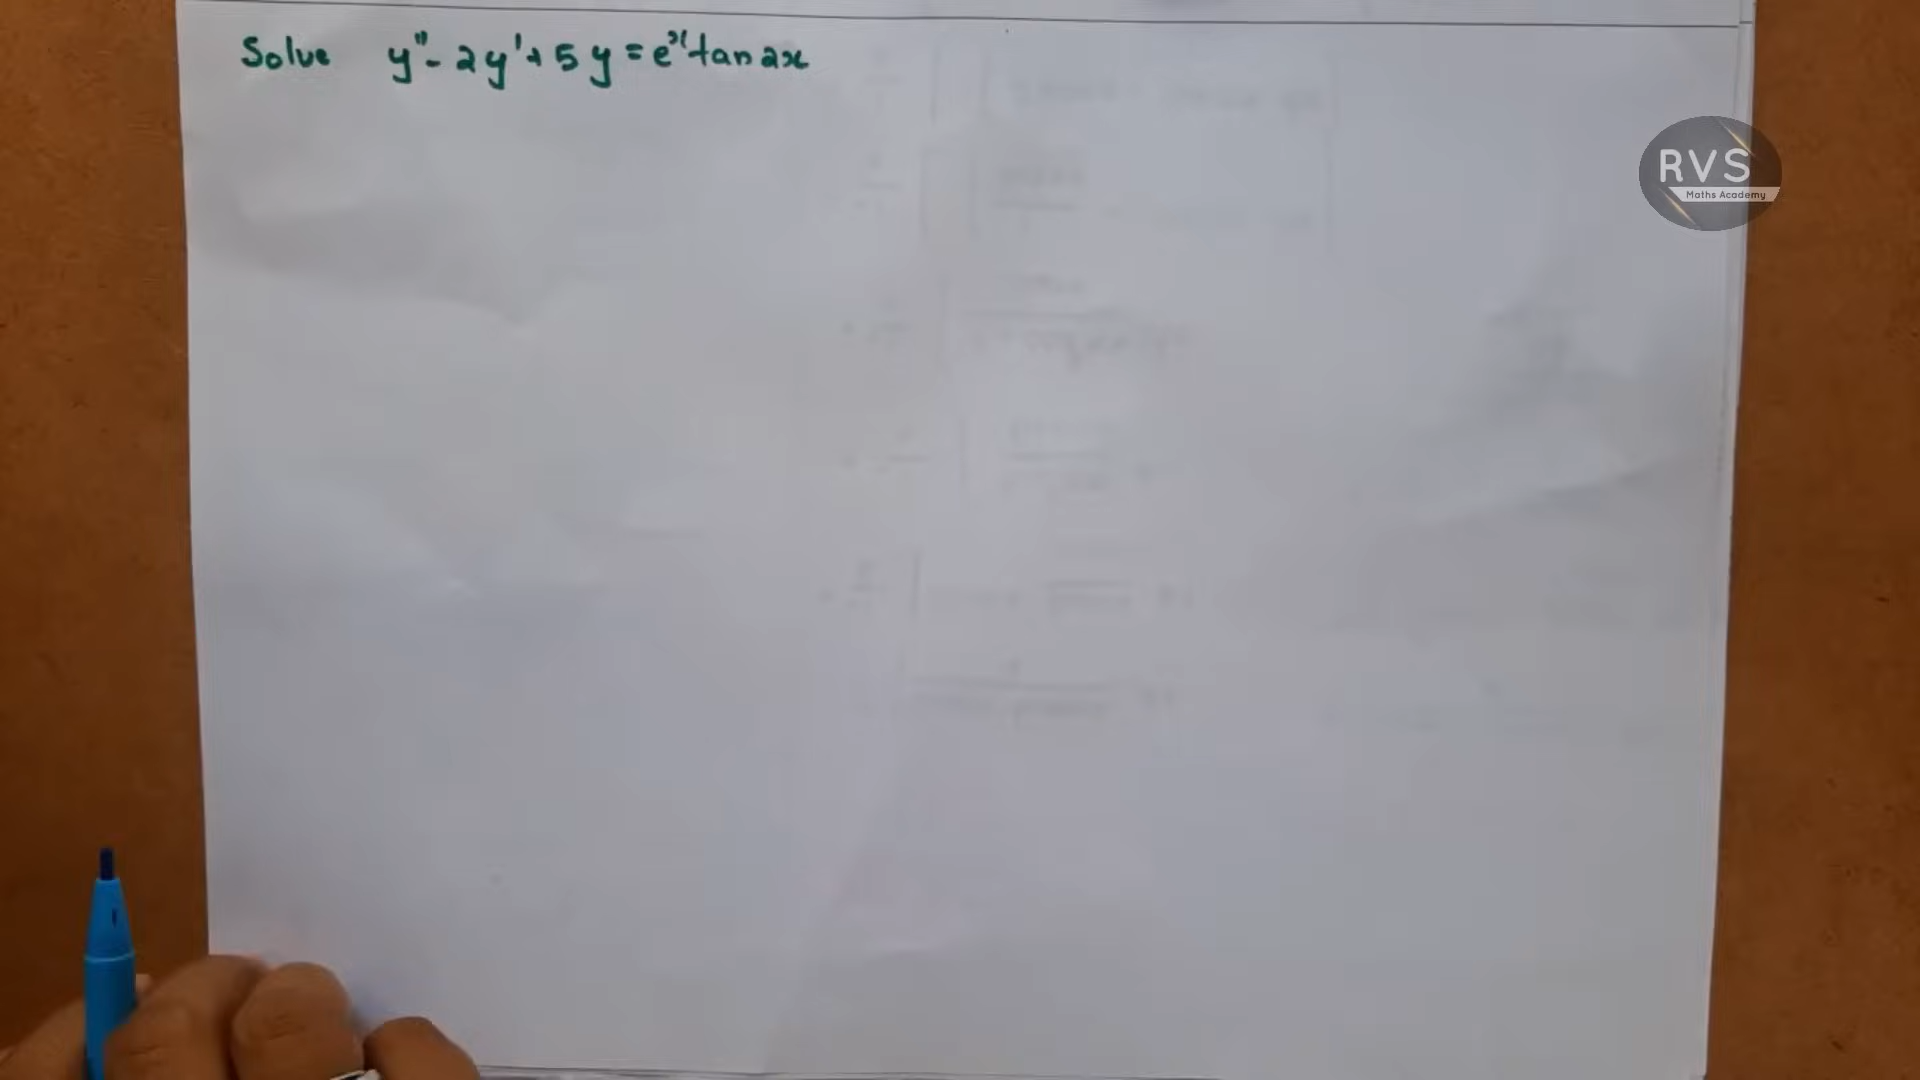 Solve y'' - 2y' + 5y = e^x tan 2x
RVS
Maths Academy